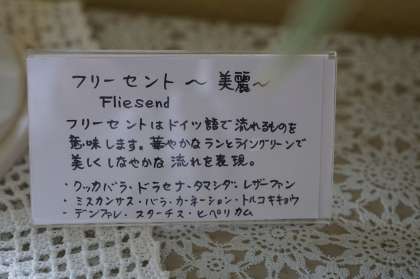 フリーセント 〜 美麗〜
Fliesend
フリーセントはドイツ語で流れるものを
意味します。華やかなランとライングリーンで
美しくしなやかな 流れを表現。
・クッカバラ・ドラセナ・タマシダ・レザーファン
・ミスカンサス・バラ・カーネーション・トルコキキョウ
- デンファレ・スターチス・ヒペリカム